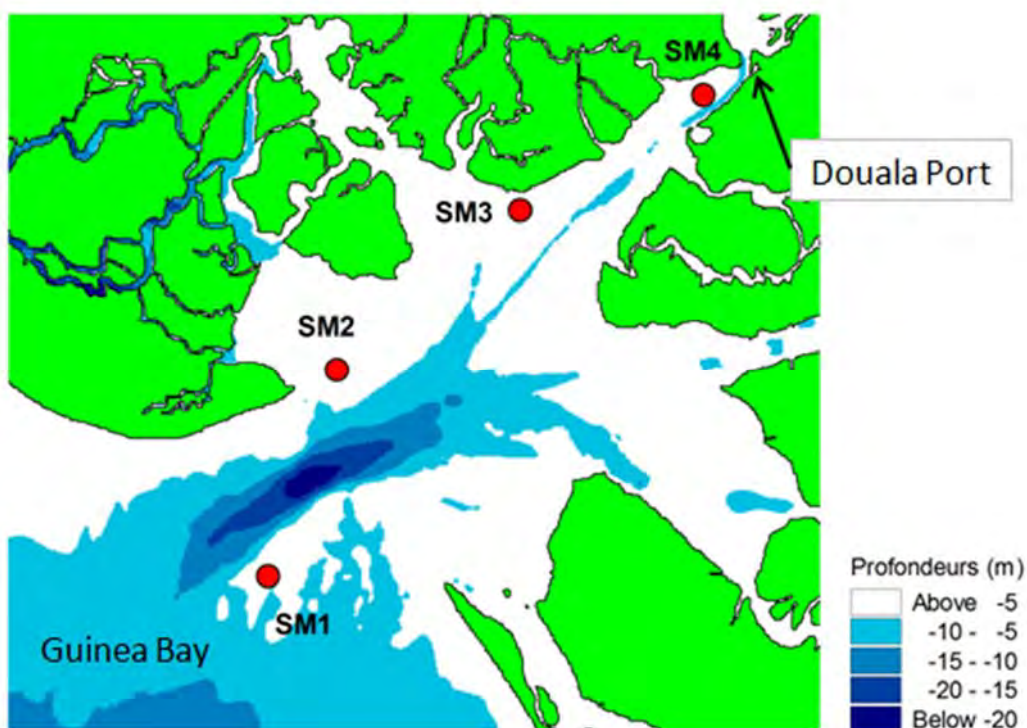 SM4
Douala Port
SM3
SM2
SM1
Guinea Bay
Profondeurs (m)
Above -5
-10 - -5
-15 - -10
-20 - -15
Below -20